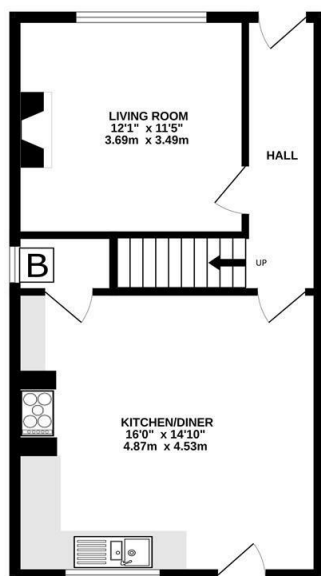 LIVING ROOM
12'1" x 11'5"
3.69m x 3.49m
HALL
B
UP
KITCHEN/DINER
16'0" x 14'10"
4.87m x 4.53m